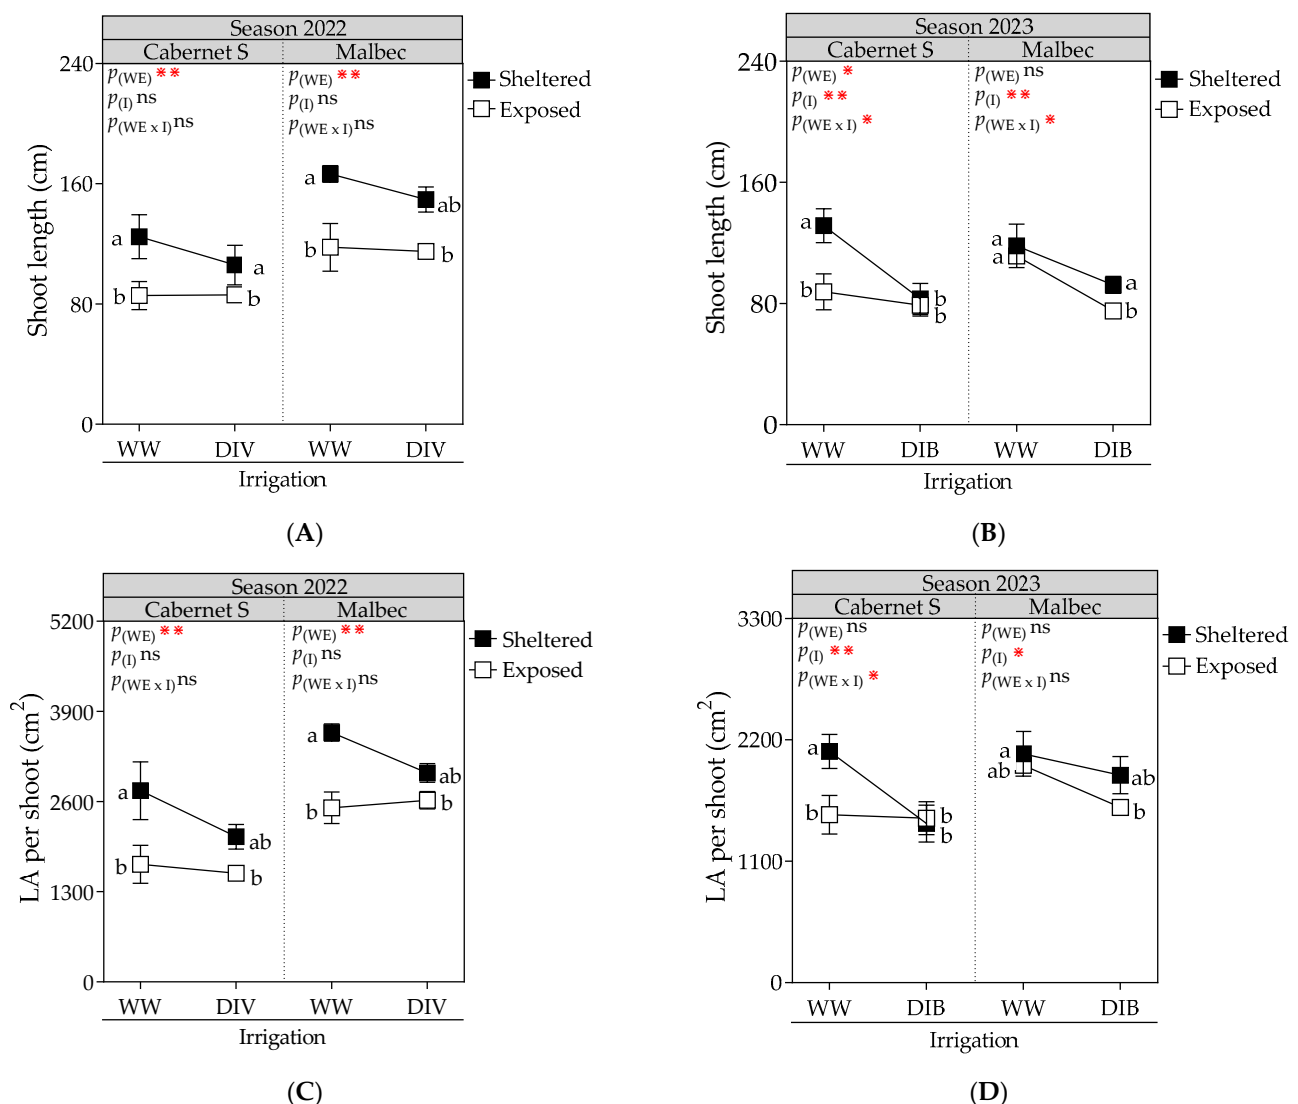 Season 2022
Cabernet S
Malbec
240
160
80
0
Shoot length (cm)
p(WE) **
p(I) ns
p(WE x I) ns
p(WE) **
p(I) ns
p(WE x I) ns
Sheltered
Exposed
a
a
b
b
a
ab
b
b
WW
DIV
WW
DIV
Irrigation
(A)
Season 2023
Cabernet S
Malbec
240
160
80
0
Shoot length (cm)
p(WE) *
p(I) **
p(WE x I) *
p(WE) ns
p(I) **
p(WE x I) *
Sheltered
Exposed
a
b
b
b
a
a
a
b
WW
DIB
WW
DIB
Irrigation
(B)
Season 2022
Cabernet S
Malbec
5200
3900
2600
1300
0
LA per shoot (cm2)
p(WE) **
p(I) ns
p(WE x I) ns
p(WE) **
p(I) ns
p(WE x I) ns
Sheltered
Exposed
a
ab
b
b
a
ab
b
b
WW
DIV
WW
DIV
Irrigation
(C)
Season 2023
Cabernet S
Malbec
3300
2200
1100
0
LA per shoot (cm2)
p(WE) ns
p(I) **
p(WE x I) *
p(WE) ns
p(I) *
p(WE x I) ns
Sheltered
Exposed
a
b
b
b
a
ab
ab
b
WW
DIB
WW
DIB
Irrigation
(D)